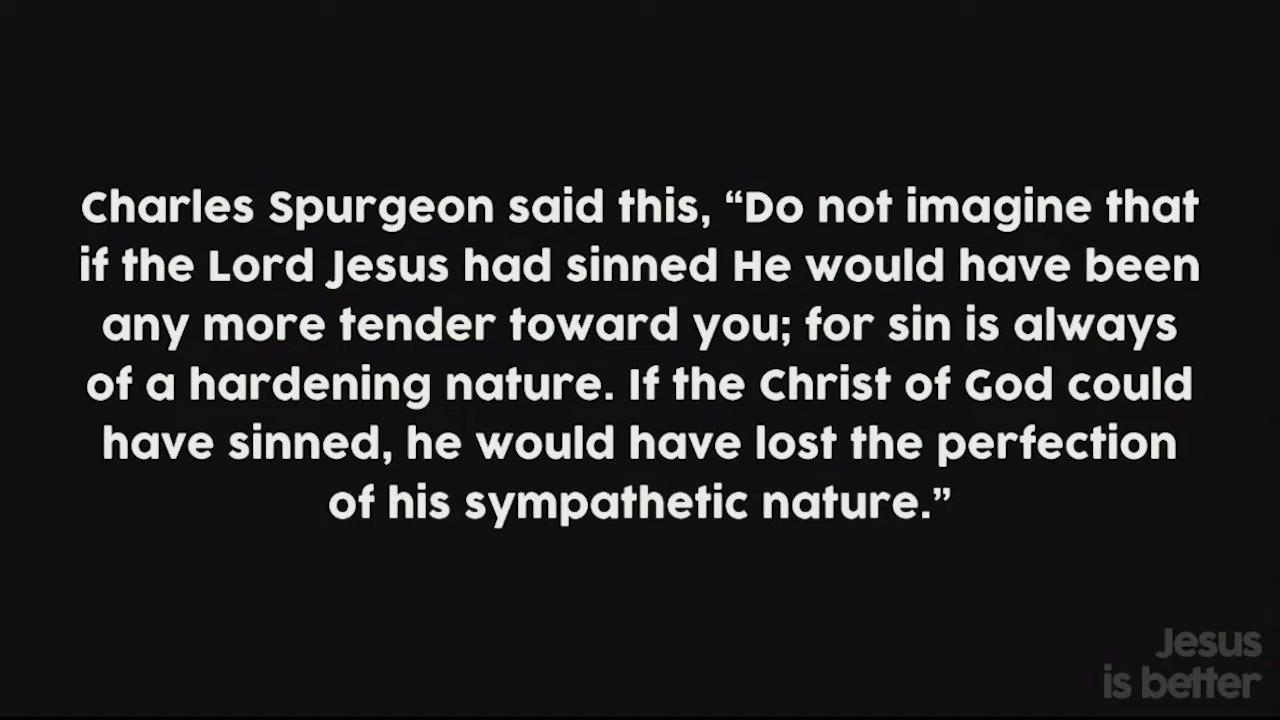 Charles Spurgeon said this, “Do not imagine that
if the Lord Jesus had sinned He would have been
any more tender toward you; for sin is always
of a hardening nature. If the Christ of God could
have sinned, he would have lost the perfection
of his sympathetic nature.”
Jesus
is better